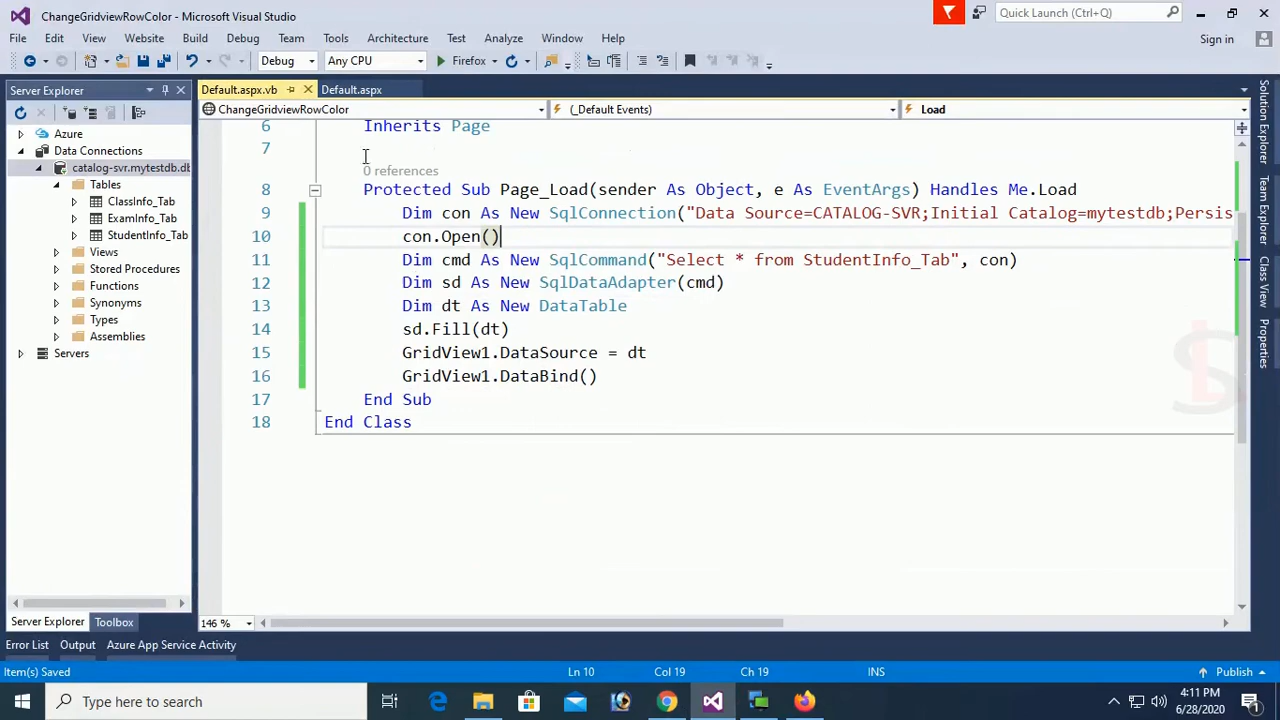 ChangeGridviewRowColor - Microsoft Visual Studio
Quick Launch (Ctrl+Q)
File Edit View Website Build Debug Team Tools Architecture Test Analyze Window Help
Sign in
Debug Any CPU Firefox
Server Explorer
Default.aspx.vb Default.aspx
ChangeGridviewRowColor (_Default Events) Load
Azure
Data Connections
catalog-svr.mytestdb.db
Tables
ClassInfo_Tab
ExamInfo_Tab
StudentInfo_Tab
Views
Stored Procedures
Functions
Synonyms
Types
Assemblies
Servers
6 Inherits Page
7
0 references
8 Protected Sub Page_Load(sender As Object, e As EventArgs) Handles Me.Load
9 Dim con As New SqlConnection("Data Source=CATALOG-SVR;Initial Catalog=mytestdb;Persis
10 con.Open()
11 Dim cmd As New SqlCommand("Select * from StudentInfo_Tab", con)
12 Dim sd As New SqlDataAdapter(cmd)
13 Dim dt As New DataTable
14 sd.Fill(dt)
15 GridView1.DataSource = dt
16 GridView1.DataBind()
17 End Sub
18 End Class
Solution Explorer
Class View
Properties
146 %
Server Explorer Toolbox
Error List Output Azure App Service Activity
Item(s) Saved Ln 10 Col 19 Ch 19 INS Publish
Type here to search
4:11 PM
6/28/2020
1